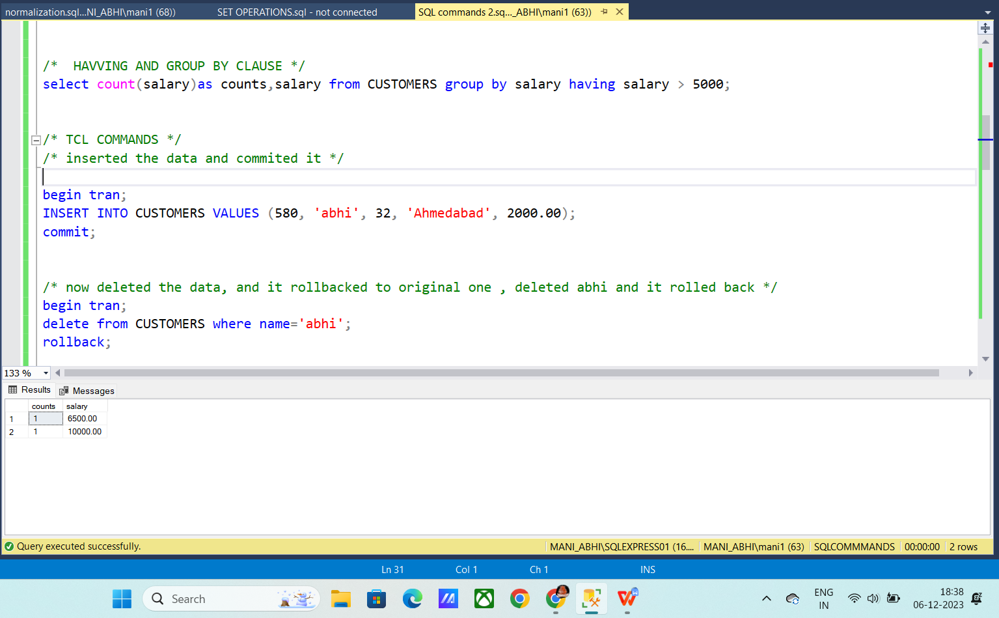 normalization.sql...NI_ABHI\mani1 (68)) SET OPERATIONS.sql - not connected SQL commands 2.sq..._ABHI\mani1 (63))
/*  HAVVING AND GROUP BY CLAUSE */
select count(salary)as counts,salary from CUSTOMERS group by salary having salary > 5000;
/* TCL COMMANDS */
/* inserted the data and commited it */
begin tran;
INSERT INTO CUSTOMERS VALUES (580, 'abhi', 32, 'Ahmedabad', 2000.00);
commit;
/* now deleted the data, and it rollbacked to original one , deleted abhi and it rolled back */
begin tran;
delete from CUSTOMERS where name='abhi';
rollback;
133 %
Results Messages
counts salary
1 1 6500.00
2 1 10000.00
Query executed successfully. MANI_ABHI\SQLEXPRESS01 (16.... MANI_ABHI\mani1 (63) SQLCOMMMANDS 00:00:00 2 rows
Ln 31 Col 1 Ch 1 INS
Search ENG IN 18:38
06-12-2023